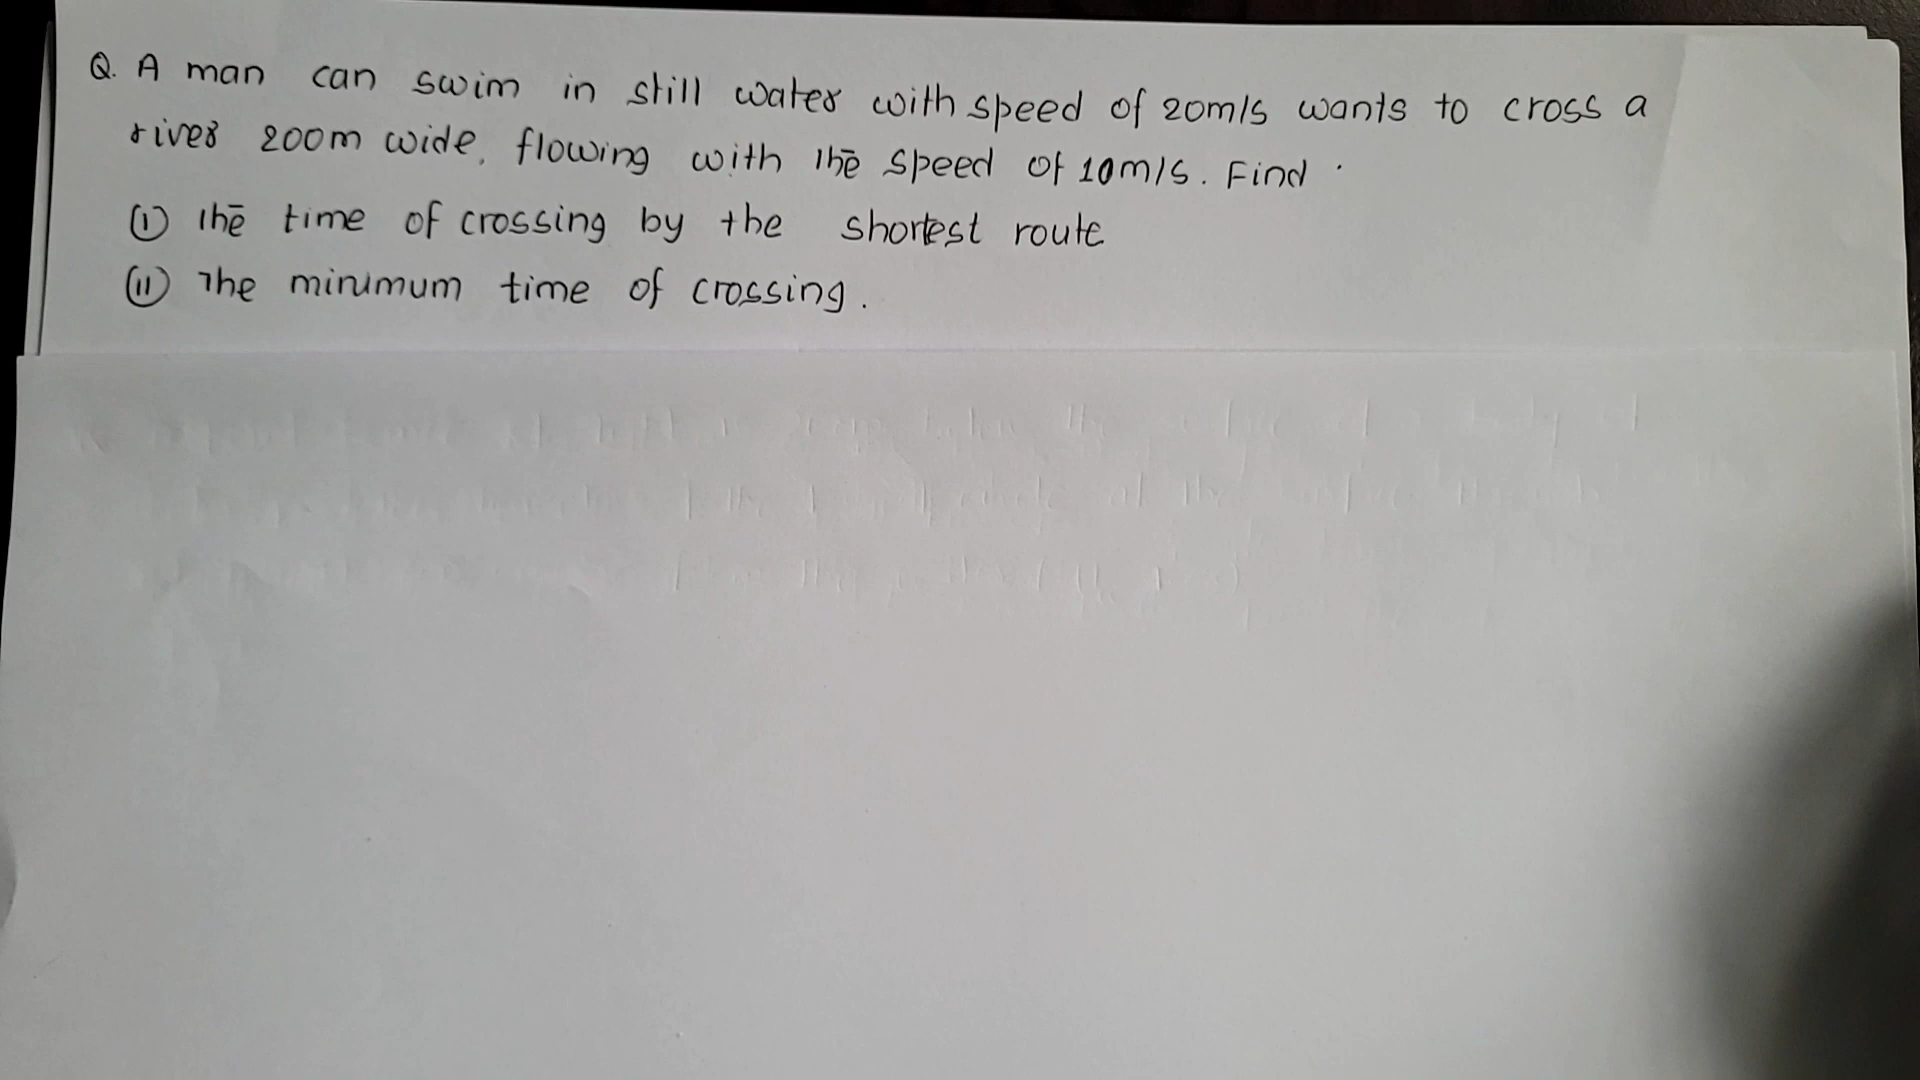 Q. A man can swim in still water with speed of 20m/s wants to cross a
river 200m wide, flowing with the speed of 10m/s. Find
(i) The time of crossing by the shortest route
(ii) The minimum time of crossing.